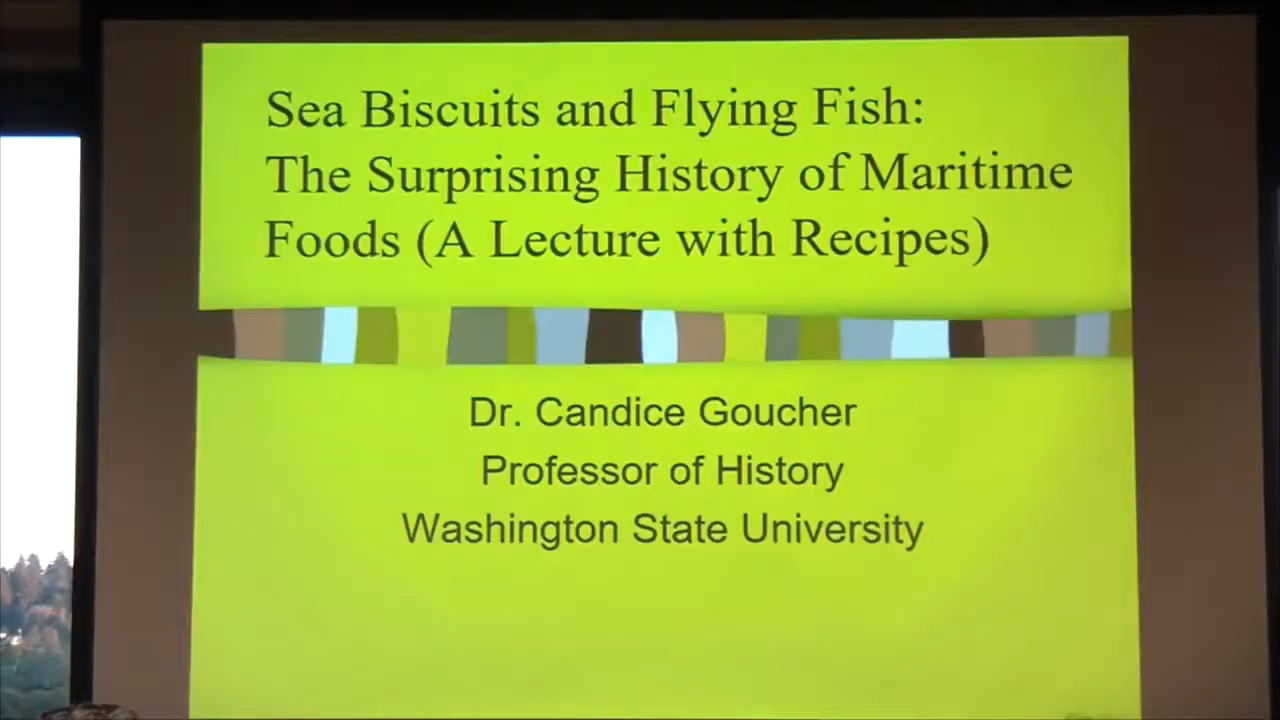 Sea Biscuits and Flying Fish:
The Surprising History of Maritime
Foods (A Lecture with Recipes)
Dr. Candice Goucher
Professor of History
Washington State University